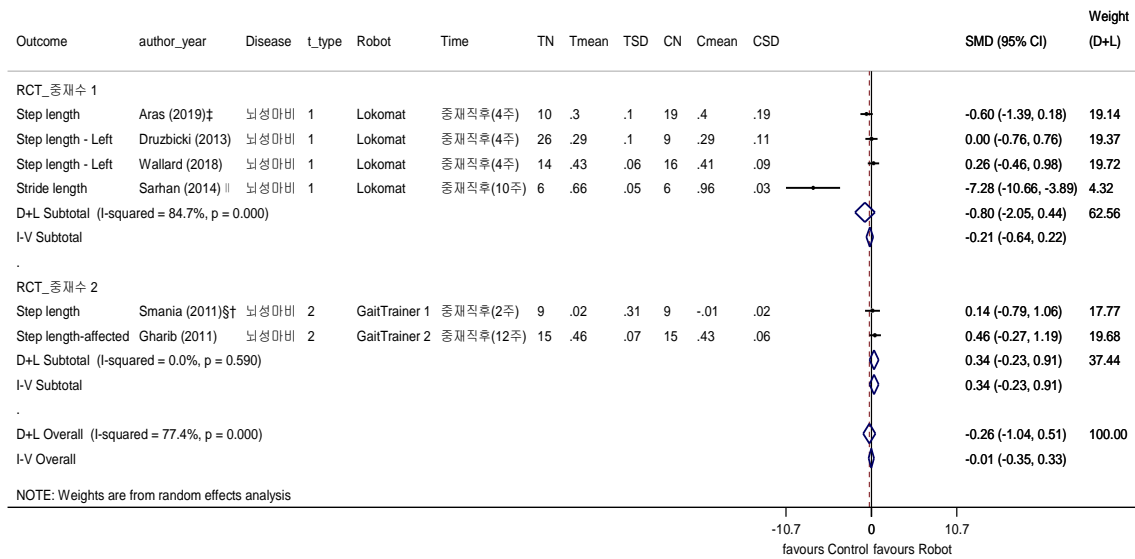 Weight
Outcome author_year Disease t_type Robot Time TN Tmean TSD CN Cmean CSD SMD (95% CI) (D+L)
RCT_중재수 1
Step length Aras (2019)‡ 뇌성마비 1 Lokomat 중재직후(4주) 10 .3 .1 19 .4 .19 -0.60 (-1.39, 0.18) 19.14
Step length - Left Druzbicki (2013) 뇌성마비 1 Lokomat 중재직후(4주) 26 .29 .1 9 .29 .11 0.00 (-0.76, 0.76) 19.37
Step length - Left Wallard (2018) 뇌성마비 1 Lokomat 중재직후(4주) 14 .43 .06 16 .41 .09 0.26 (-0.46, 0.98) 19.72
Stride length Sarhan (2014) ∥ 뇌성마비 1 Lokomat 중재직후(10주) 6 .66 .05 6 .96 .03 -7.28 (-10.66, -3.89) 4.32
D+L Subtotal (I-squared = 84.7%, p = 0.000) -0.80 (-2.05, 0.44) 62.56
I-V Subtotal -0.21 (-0.64, 0.22)
.
RCT_중재수 2
Step length Smania (2011)§† 뇌성마비 2 GaitTrainer 1 중재직후(2주) 9 .02 .31 9 -.01 .02 0.14 (-0.79, 1.06) 17.77
Step length-affected Gharib (2011) 뇌성마비 2 GaitTrainer 2 중재직후(12주) 15 .46 .07 15 .43 .06 0.46 (-0.27, 1.19) 19.68
D+L Subtotal (I-squared = 0.0%, p = 0.590) 0.34 (-0.23, 0.91) 37.44
I-V Subtotal 0.34 (-0.23, 0.91)
.
D+L Overall (I-squared = 77.4%, p = 0.000) -0.26 (-1.04, 0.51) 100.00
I-V Overall -0.01 (-0.35, 0.33)
NOTE: Weights are from random effects analysis
-10.7 0 10.7
favours Control favours Robot